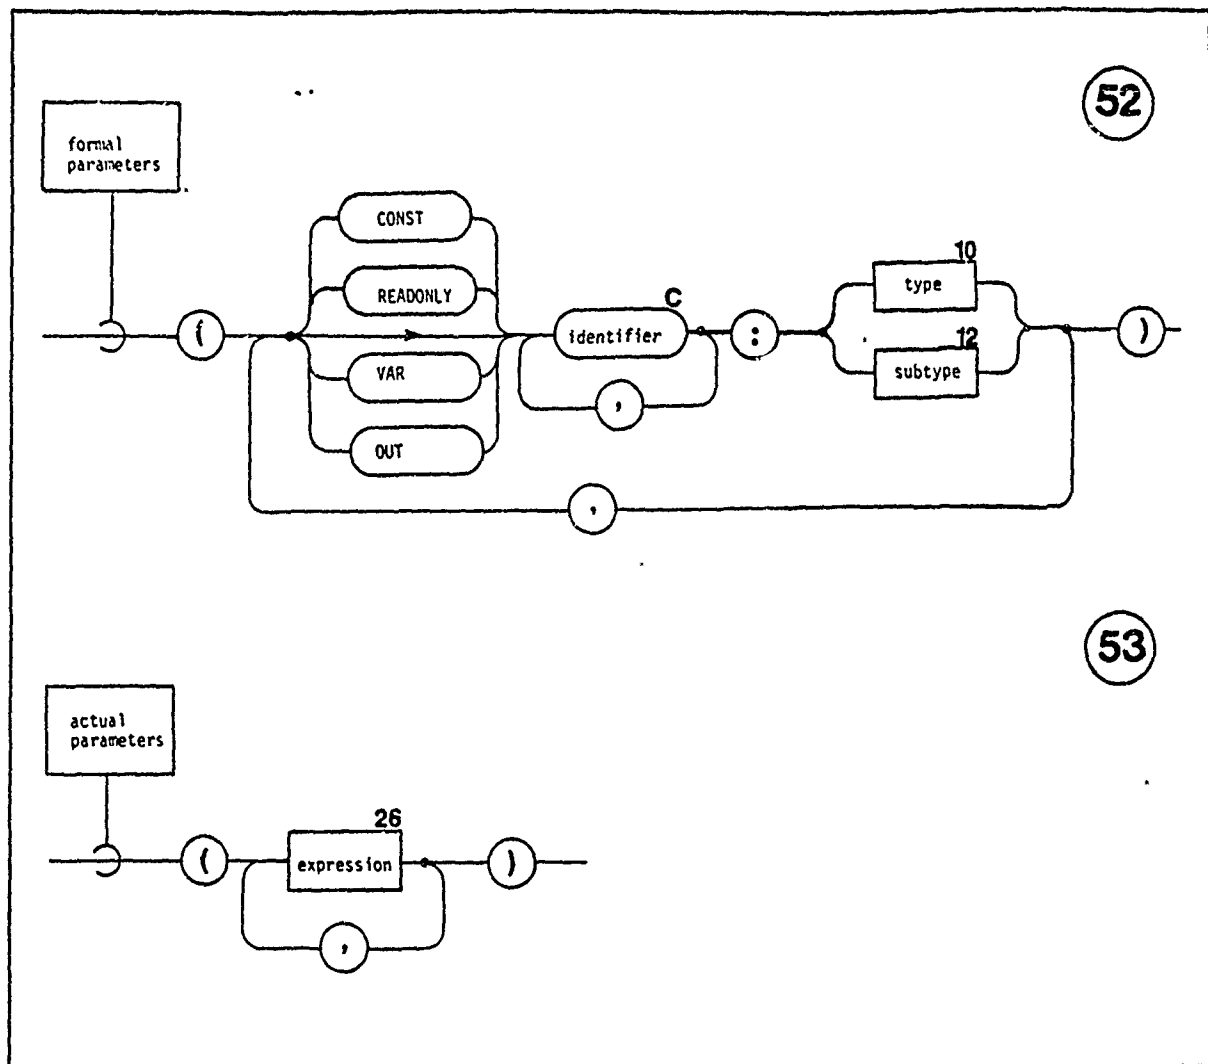 52
formal
parameters
CONST
READONLY
VAR
OUT
(
identifier
C
,
:
type
10
subtype
12
)
,
53
actual
parameters
(
expression
26
,
)